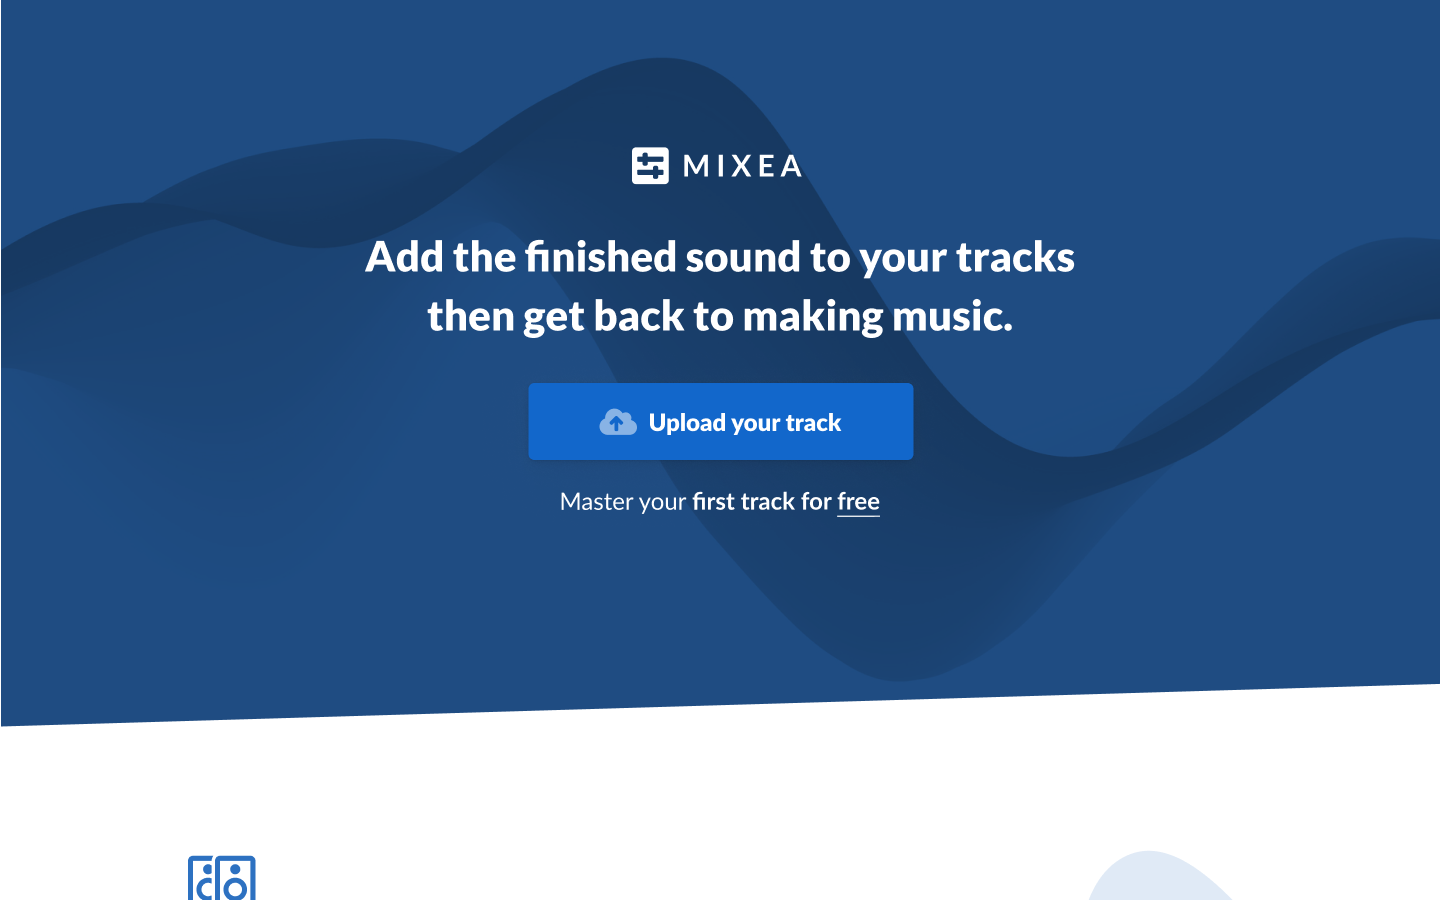 MIXEA
Add the finished sound to your tracks
then get back to making music.
Upload your track
Master your first track for free